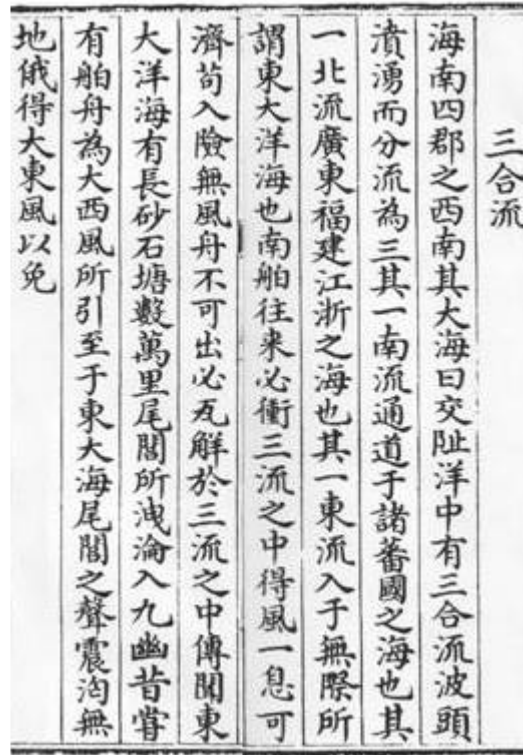 三合流
海南四郡之西南其大海曰交阯洋中有三合流波頭
濆湧而分流為三其一南流通道于諸蕃國之海也其
一北流廣東福建江浙之海也其一東流入于無際所
謂東大洋海也南舶往來必衝三流之中得風一息可
濟苟入險無風舟不可出必瓦解於三流之中傳聞東
大洋海有長砂石塘數萬里尾閭所洩淪入九幽昔嘗
有舶舟為大西風所引至于東大海尾閭之聲震洶無
地俄得大東風以免